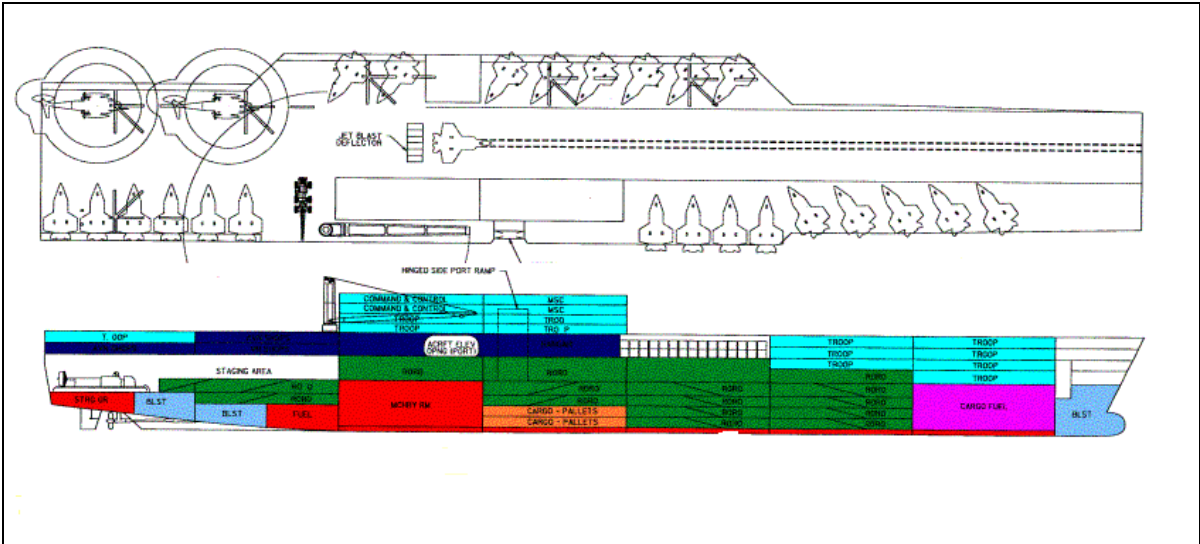 JET BLAST
DEFLECTOR
HINGED SIDE PORT RAMP
COMMAND & CONTROL
MSC
COMMAND & CONTROL
MSC
TROOP
TROOP
TROOP
TROOP
TROOP
ACRFT ELEV
OPNG (PORT)
TROOP
TROOP
TROOP
TROOP
STAGING AREA
RORO
RORO
RORO
TROOP
STRG GR
BLST
RORO
MCHRY RM
RORO
RORO
RORO
RORO
RORO
RORO
CARGO FUEL
BLST
BLST
FUEL
CARGO - PALLETS
RORO
RORO
CARGO - PALLETS
RORO
RORO